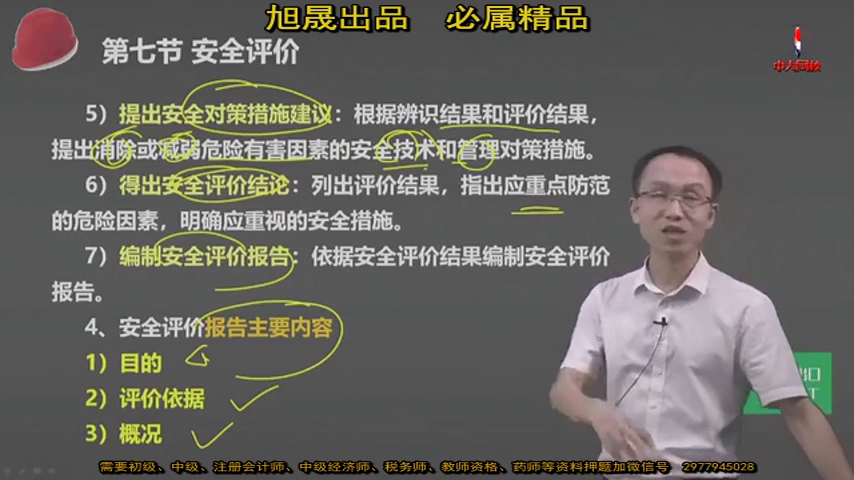 旭晟出品 必属精品
第七节 安全评价
中大网校
5）提出安全对策措施建议：根据辨识结果和评价结果，
提出消除或减弱危险有害因素的安全技术和管理对策措施。
6）得出安全评价结论：列出评价结果，指出应重点防范
的危险因素，明确应重视的安全措施。
7）编制安全评价报告：依据安全评价结果编制安全评价
报告。
4、安全评价报告主要内容
1）目的
2）评价依据
3）概况
需要初级、中级、注册会计师、中级经济师、税务师、教师资格、药师等资料押题加微信号 2977945028